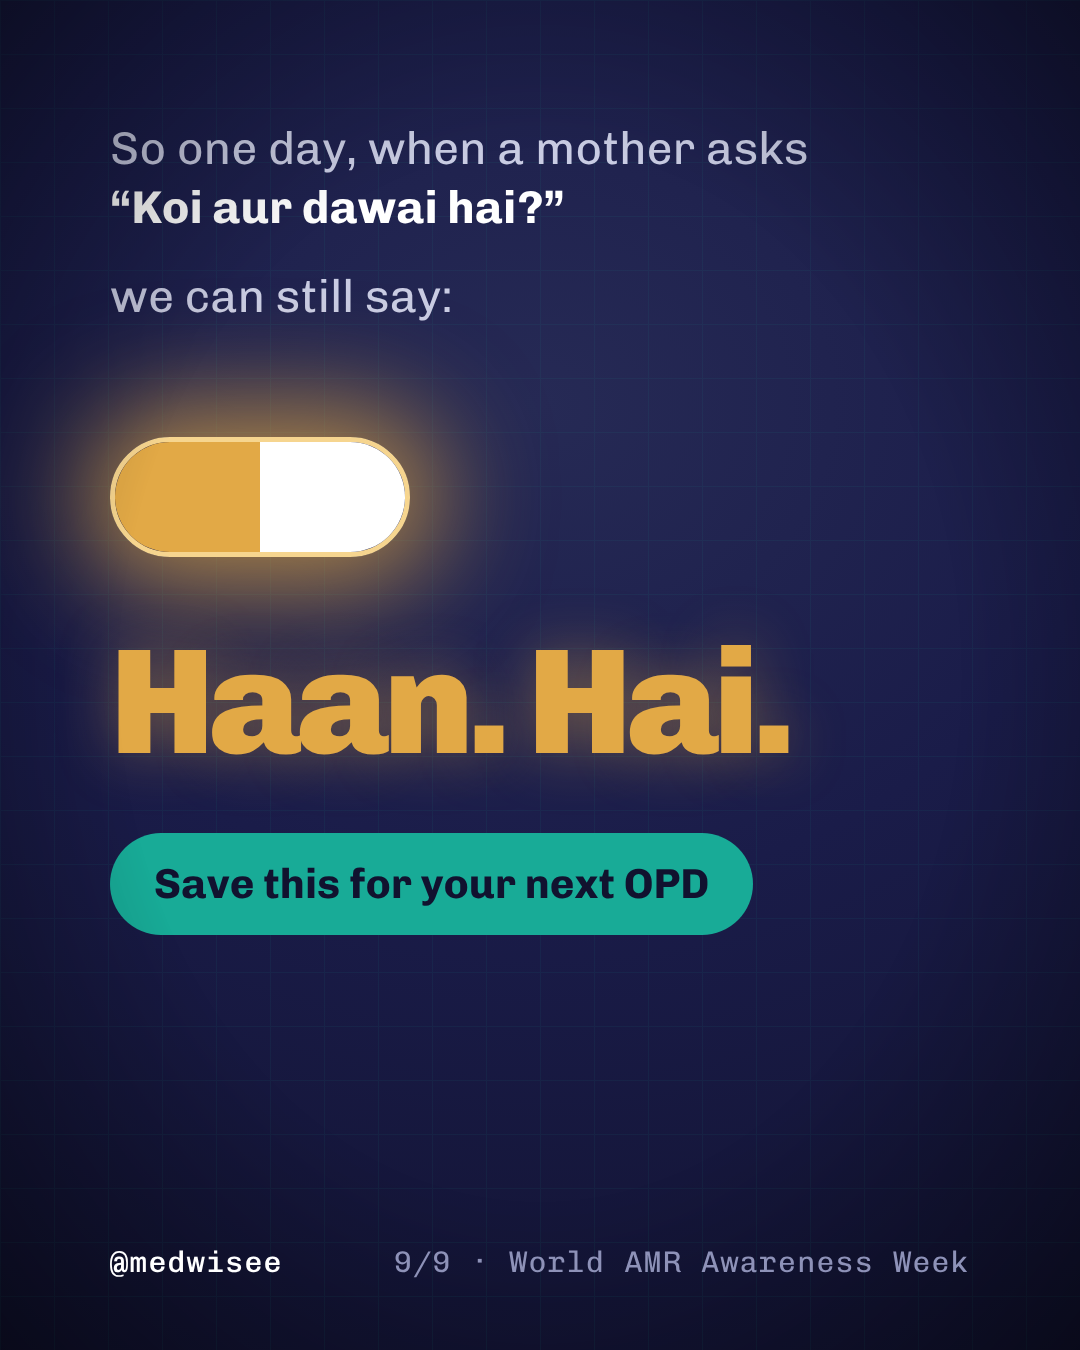 So one day, when a mother asks
“Koi aur dawai hai?”
we can still say:
Haan. Hai.
Save this for your next OPD
@medwisee
9/9 · World AMR Awareness Week